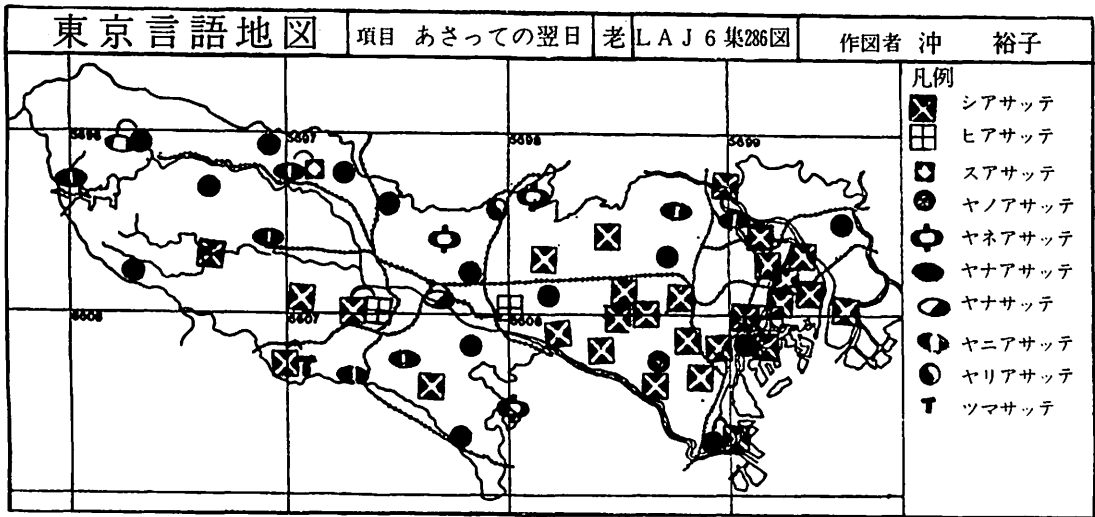 東京言語地図
項目 あさっての翌日
老
LAJ6集286図
作図者 沖 裕子
凡例
シアサッテ
ヒアサッテ
スアサッテ
ヤノアサッテ
ヤネアサッテ
ヤナアサッテ
ヤナサッテ
ヤニアサッテ
ヤリアサッテ
ツマサッテ
5696
5697
5698
5699
5607
5606